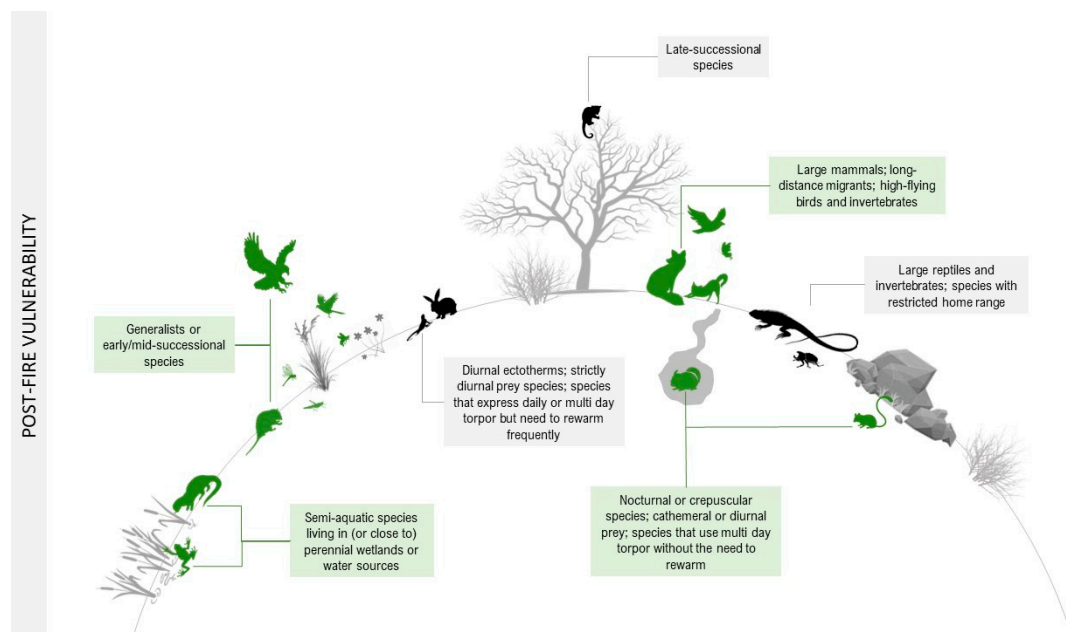 POST-FIRE VULNERABILITY
Late-successional
species
Large mammals; long-
distance migrants; high-flying
birds and invertebrates
Large reptiles and
invertebrates; species with
restricted home range
Generalists or
early/mid-successional
species
Diurnal ectotherms; strictly
diurnal prey species; species
that express daily or multi day
torpor but need to rewarm
frequently
Nocturnal or crepuscular
species; cathemeral or diurnal
prey; species that use multi day
torpor without the need to
rewarm
Semi-aquatic species
living in (or close to)
perennial wetlands or
water sources